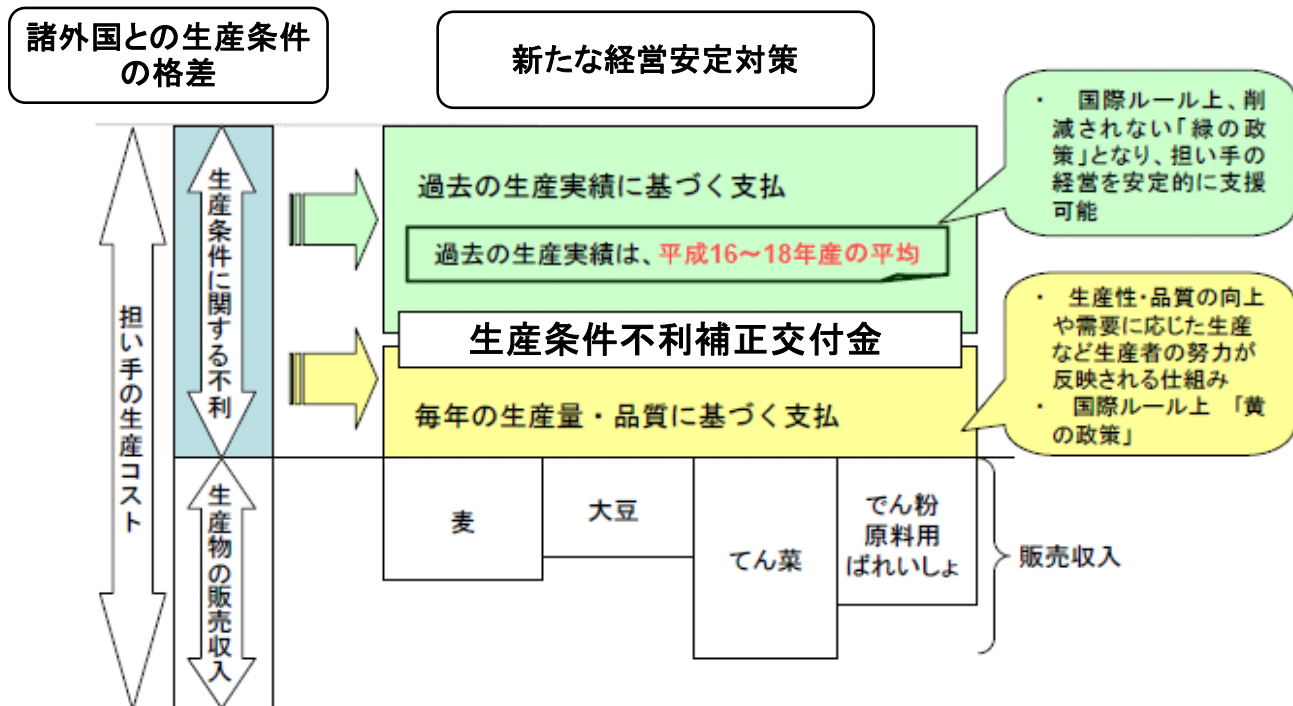 諸外国との生産条件
の格差
新たな経営安定対策
担い手の生産コスト
生産条件に関する不利
生産物の販売収入
過去の生産実績に基づく支払
過去の生産実績は、平成16～18年産の平均
生産条件不利補正交付金
毎年の生産量・品質に基づく支払
・ 国際ルール上、削
減されない「緑の政
策」となり、担い手の
経営を安定的に支援
可能
・ 生産性・品質の向上
や需要に応じた生産
など生産者の努力が
反映される仕組み
・ 国際ルール上 「黄
の政策」
麦
大豆
てん菜
でん粉
原料用
ばれいしょ
販売収入